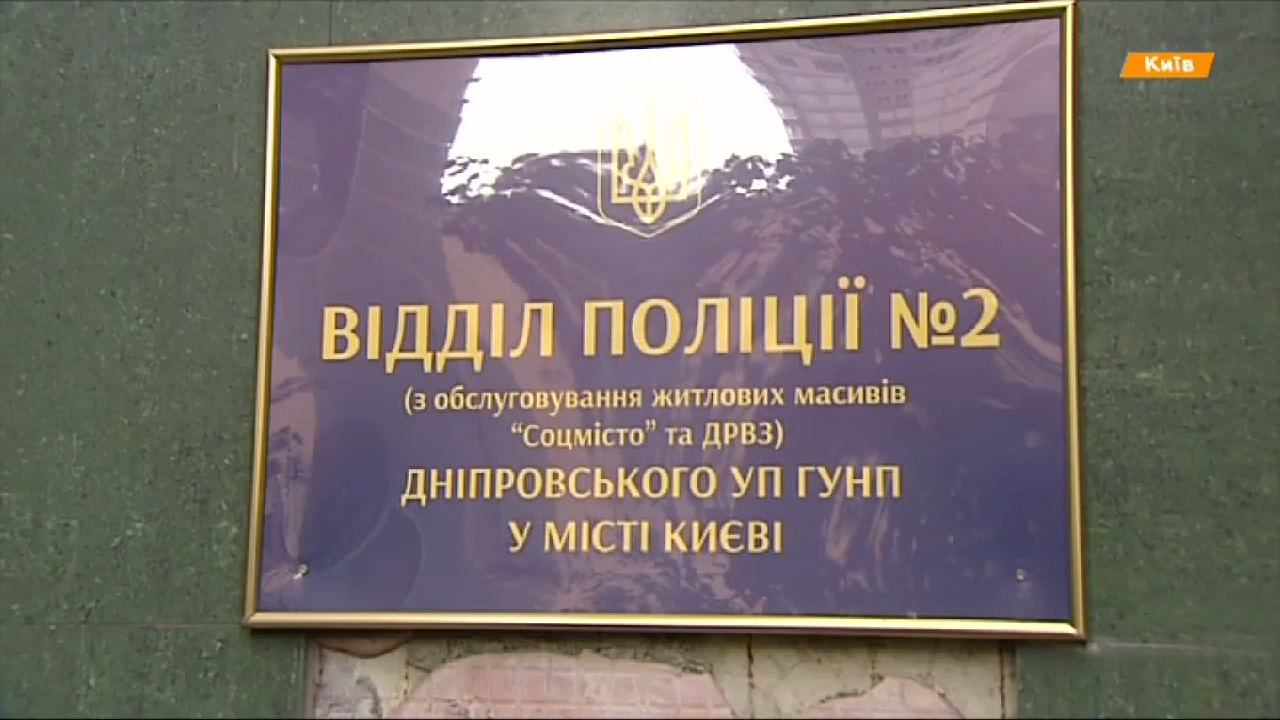 Київ
ВІДДІЛ ПОЛІЦІЇ №2
(з обслуговування житлових масивів
“Соцмісто” та ДРВЗ)
ДНІПРОВСЬКОГО УП ГУНП
У МІСТІ КИЄВІ